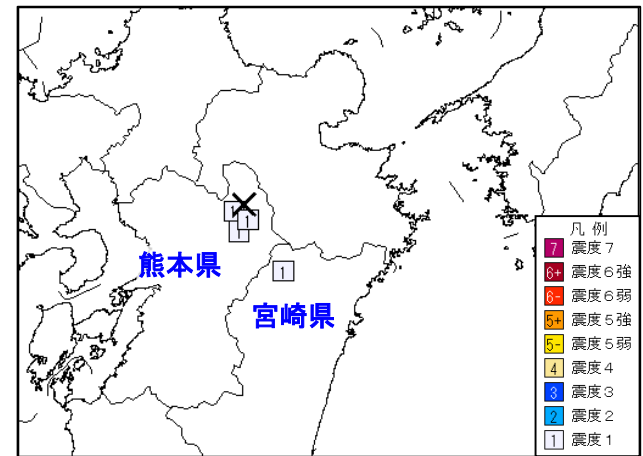 1
1
1
1
熊本県
宮崎県
凡 例
7 震度７
6+ 震度６強
6- 震度６弱
5+ 震度５強
5- 震度５弱
4 震度４
3 震度３
2 震度２
1 震度１